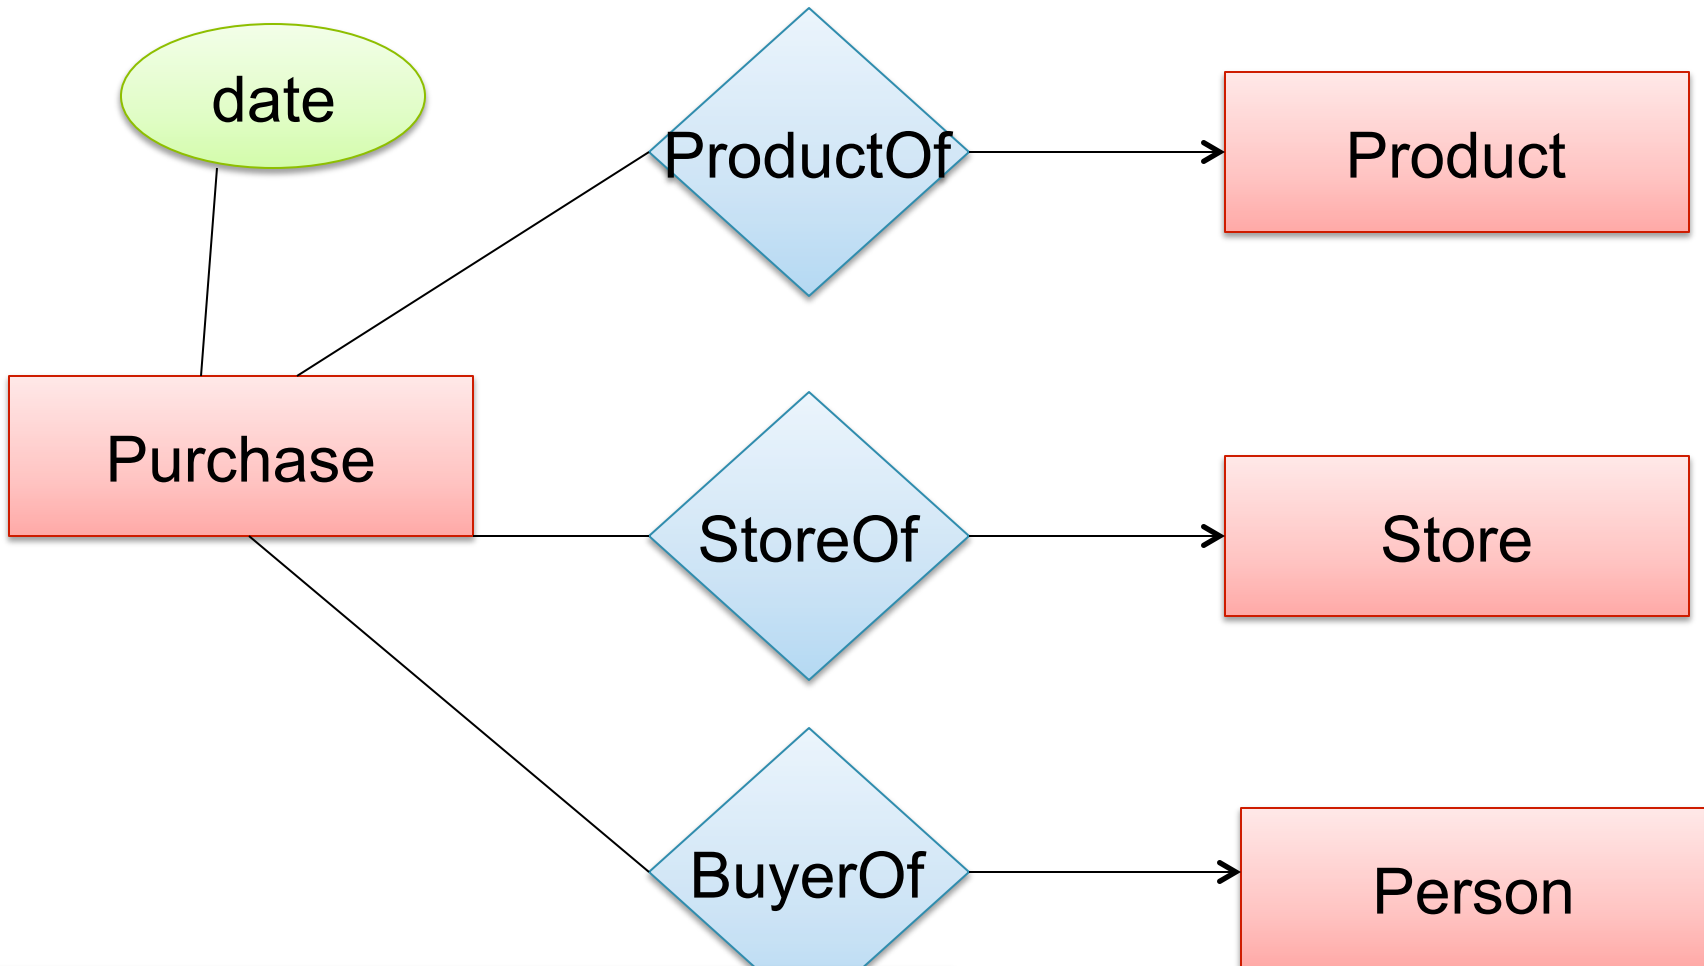 date
ProductOf
Product
Purchase
StoreOf
Store
BuyerOf
Person